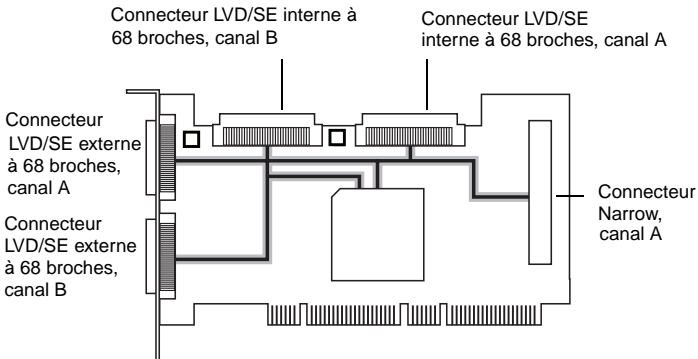 Connecteur LVD/SE interne à
68 broches, canal B
Connecteur LVD/SE
interne à 68 broches, canal A
Connecteur
LVD/SE externe
à 68 broches,
canal A
Connecteur
LVD/SE externe
à 68 broches,
canal B
Connecteur
Narrow,
canal A